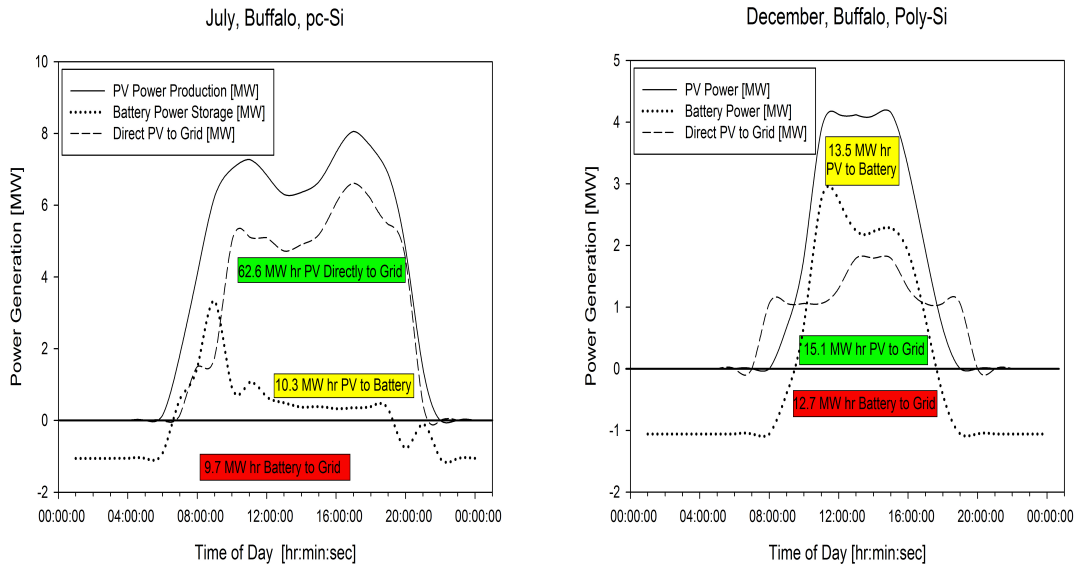 July, Buffalo, pc-Si
10
8
6
4
2
0
-2
Power Generation [MW]
PV Power Production [MW]
Battery Power Storage [MW]
Direct PV to Grid [MW]
62.6 MW hr PV Directly to Grid
10.3 MW hr PV to Battery
9.7 MW hr Battery to Grid
00:00:00 04:00:00 08:00:00 12:00:00 16:00:00 20:00:00 00:00:00
Time of Day [hr:min:sec]
December, Buffalo, Poly-Si
5
4
3
2
1
0
-1
-2
Power Generation [MW]
PV Power [MW]
Battery Power [MW]
Direct PV to Grid [MW]
13.5 MW hr
PV to Battery
15.1 MW hr PV to Grid
12.7 MW hr Battery to Grid
00:00:00 04:00:00 08:00:00 12:00:00 16:00:00 20:00:00 00:00:00
Time of Day [hr:min:sec]